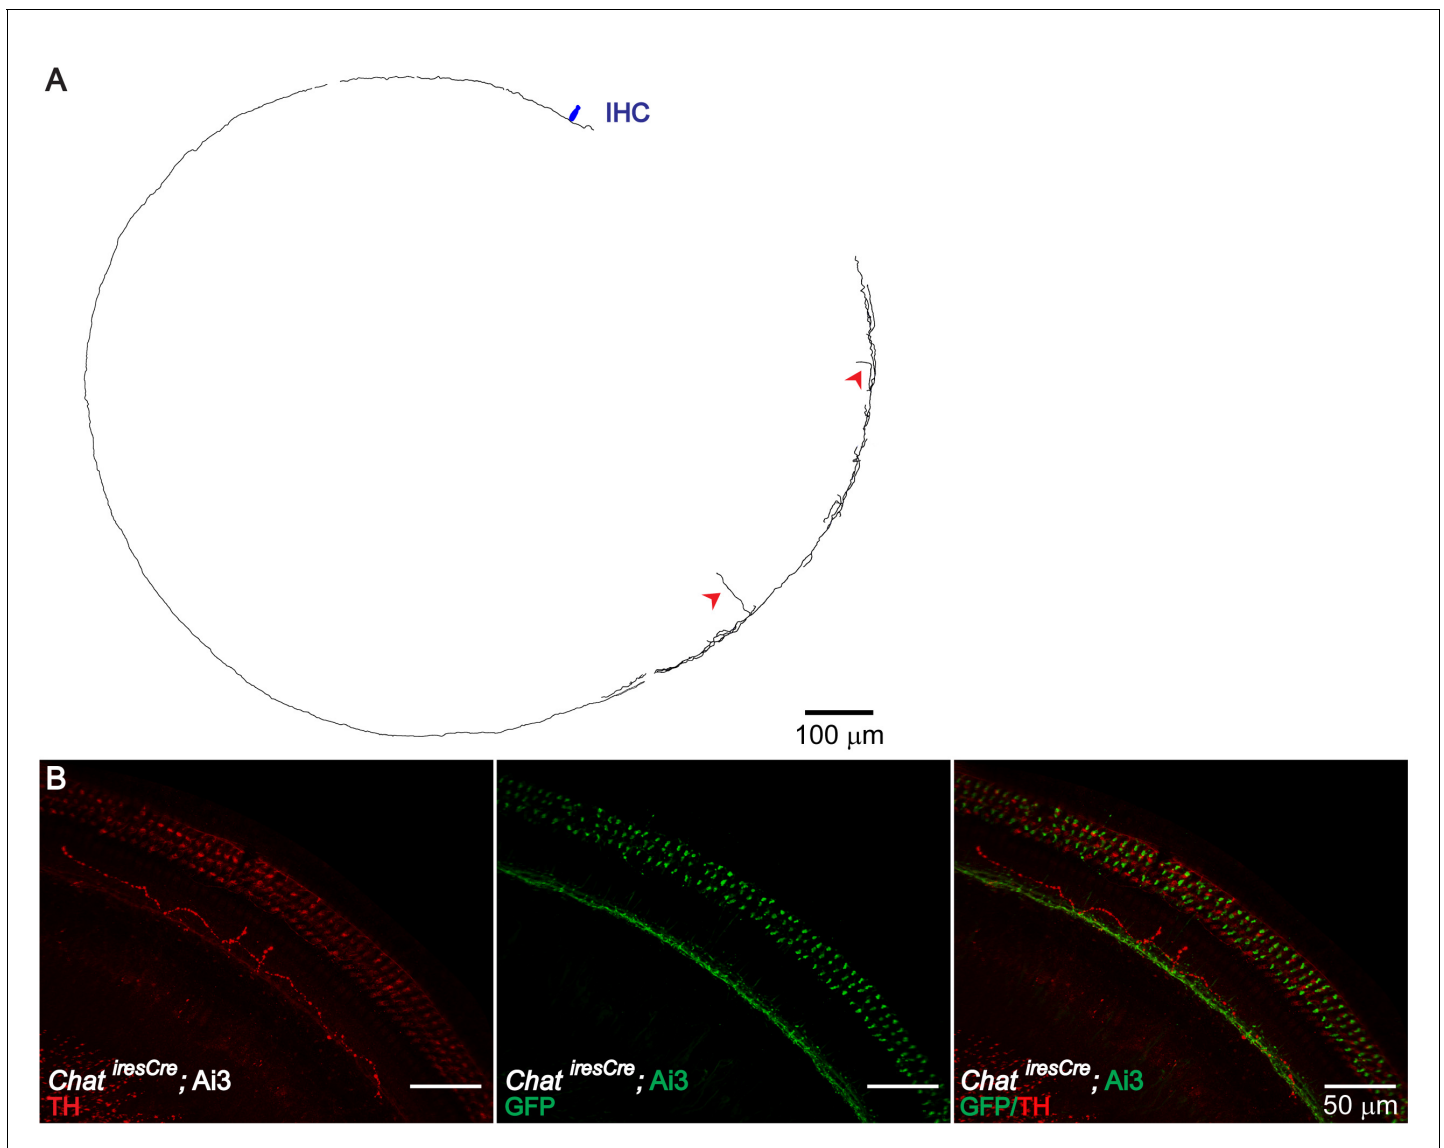 A
IHC
100 μm
B
Chat iresCre; Ai3
TH
Chat iresCre; Ai3
GFP
Chat iresCre; Ai3
GFP/TH
50 μm